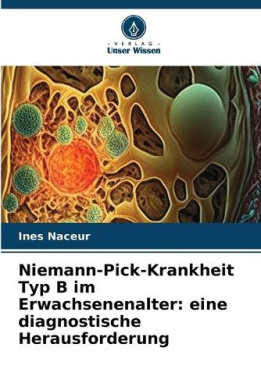 - VERLAG -
Unser Wissen
Ines Naceur
Niemann-Pick-Krankheit
Typ B im
Erwachsenenalter: eine
diagnostische
Herausforderung